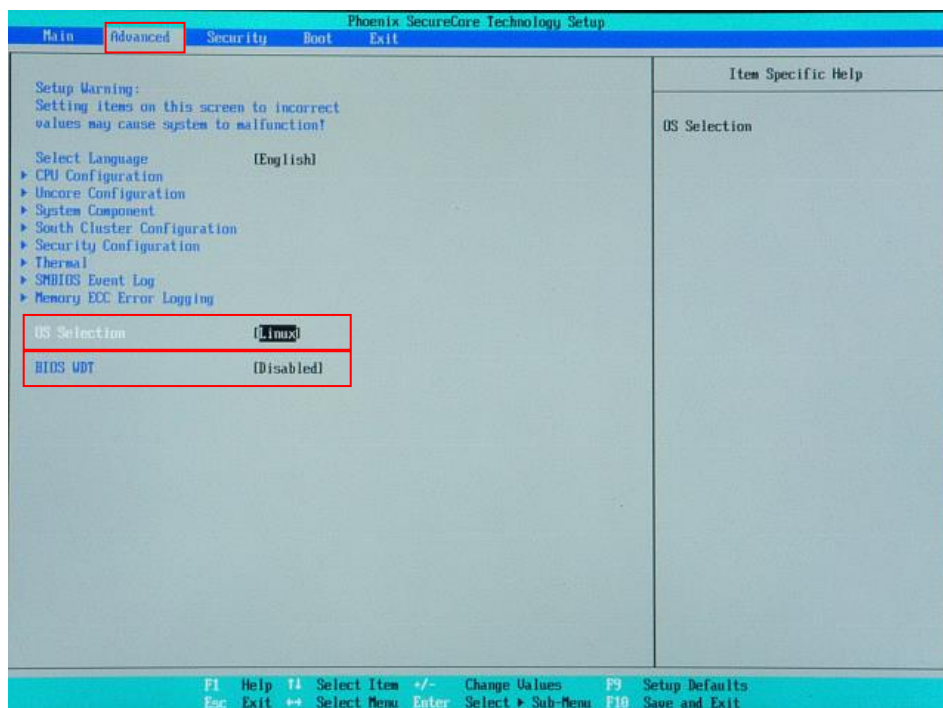 Phoenix SecureCore Technology Setup
Main Advanced Security Boot Exit
Item Specific Help
Setup Warning:
Setting items on this screen to incorrect
values may cause system to malfunction!
OS Selection
Select Language [English]
▶ CPU Configuration
▶ Uncore Configuration
▶ System Component
▶ South Cluster Configuration
▶ Security Configuration
▶ Thermal
▶ SMBIOS Event Log
▶ Memory ECC Error Logging
OS Selection [Linux]
BIOS WDT [Disabled]
F1 Help ↑↓ Select Item +/- Change Values F9 Setup Defaults
Esc Exit ↔ Select Menu Enter Select ▶ Sub-Menu F10 Save and Exit